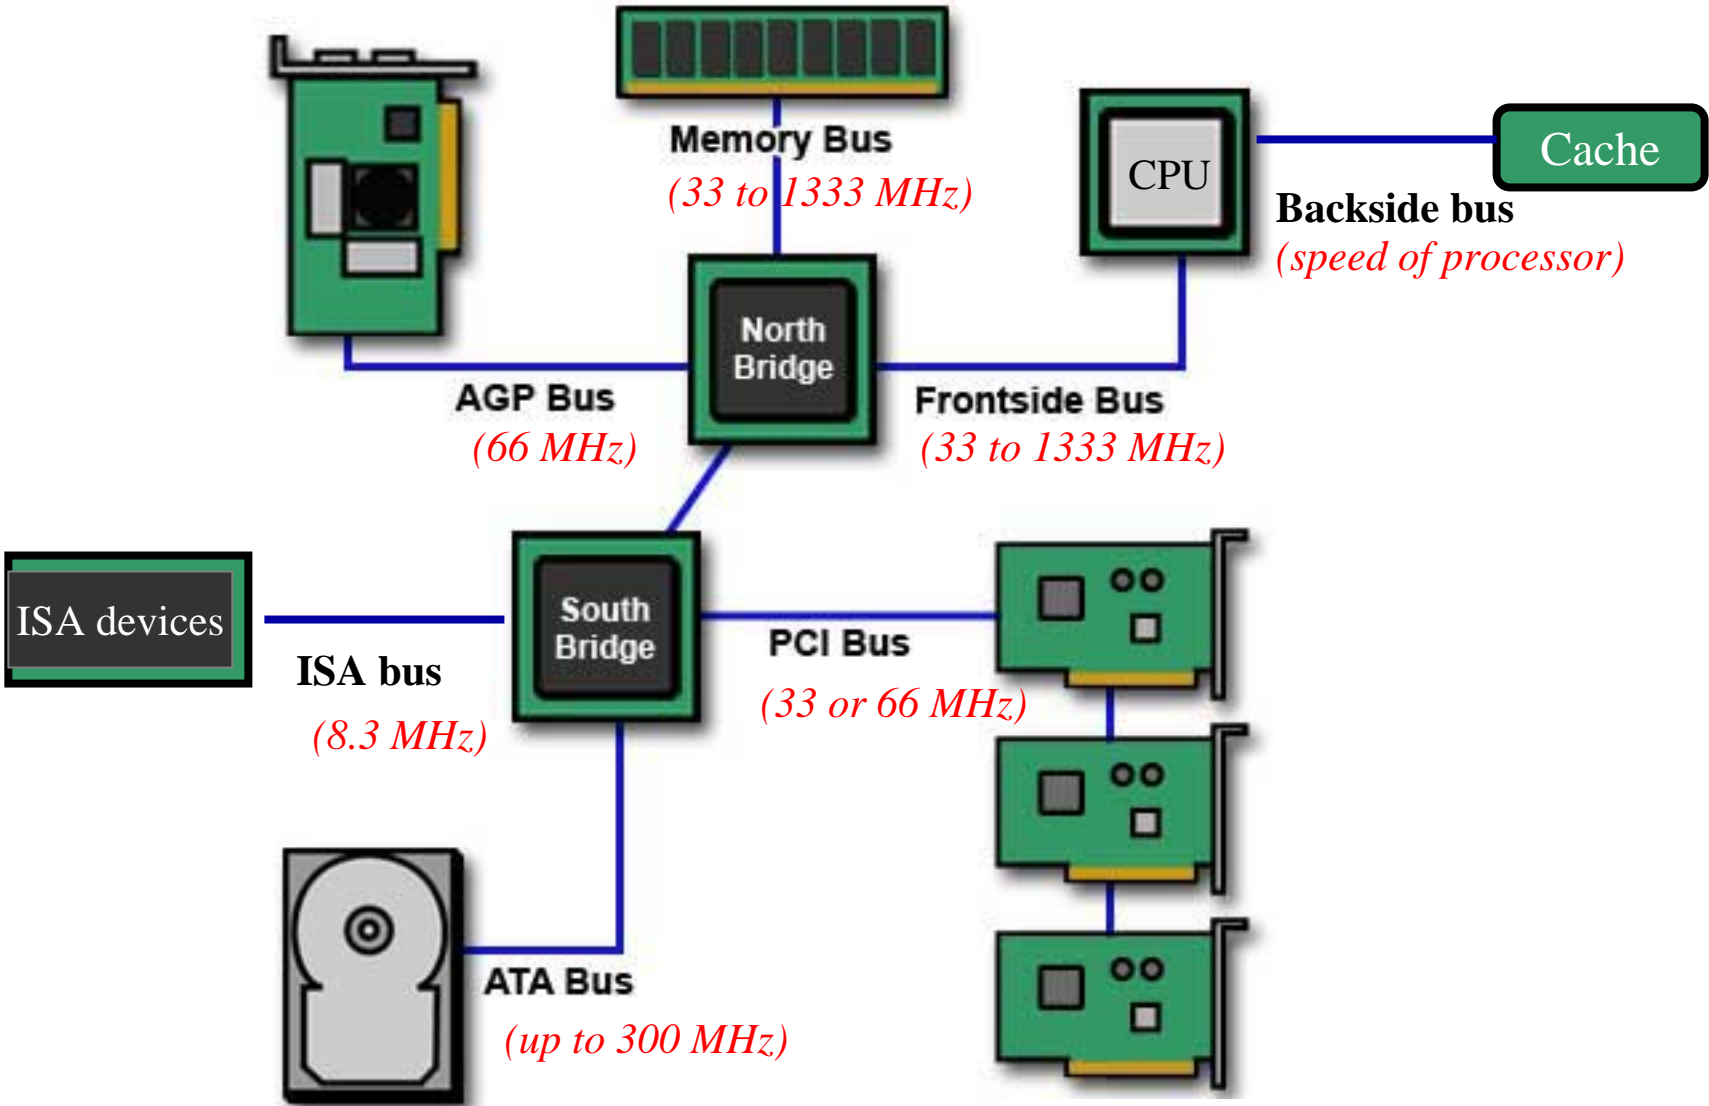 Memory Bus
(33 to 1333 MHz)
CPU
Cache
Backside bus
(speed of processor)
North
Bridge
AGP Bus
(66 MHz)
Frontside Bus
(33 to 1333 MHz)
ISA devices
ISA bus
(8.3 MHz)
South
Bridge
PCI Bus
(33 or 66 MHz)
ATA Bus
(up to 300 MHz)